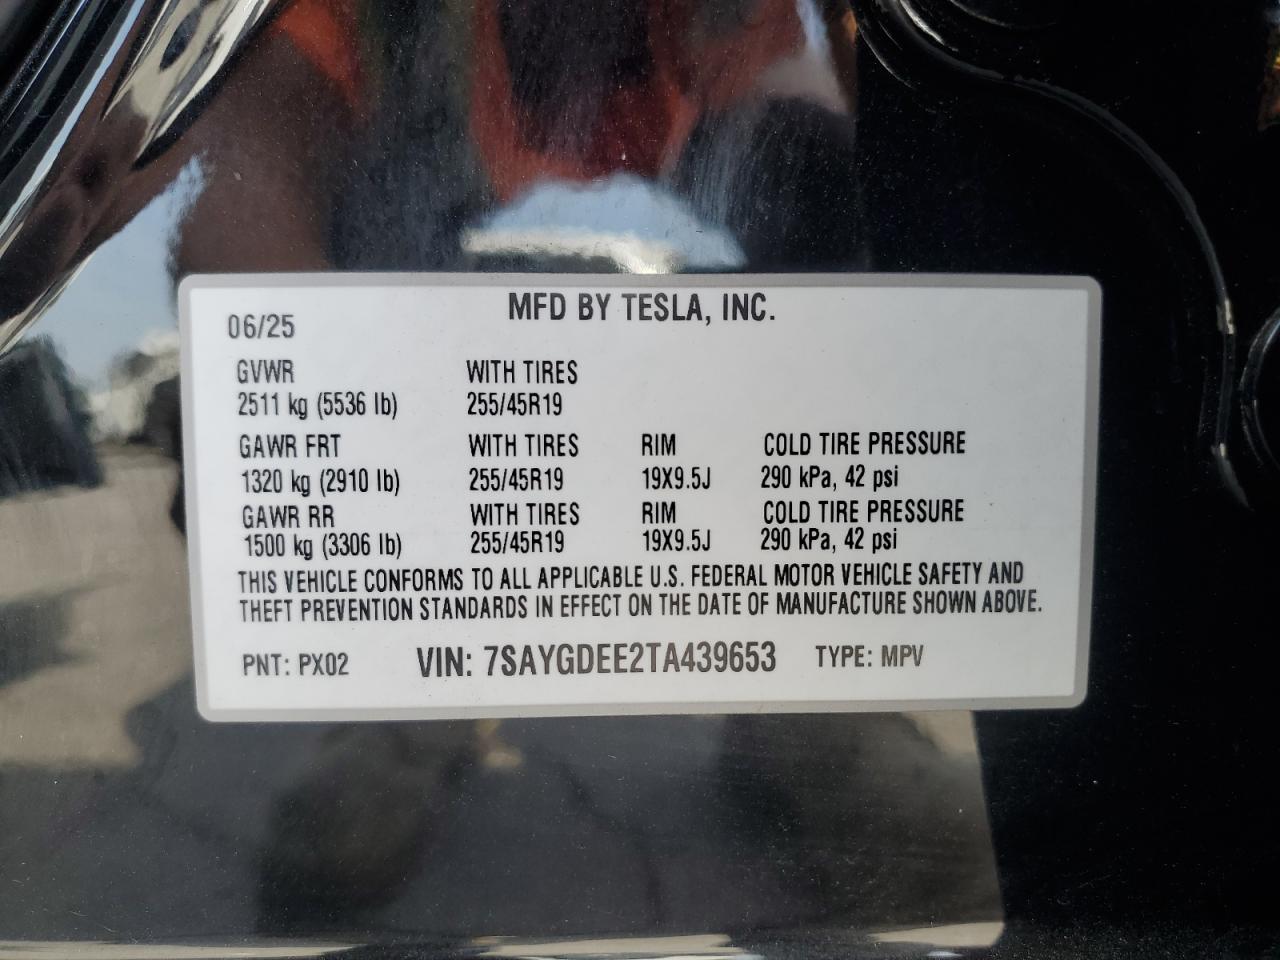 MFD BY TESLA, INC.
06/25
GVWR WITH TIRES
2511 kg (5536 lb) 255/45R19
GAWR FRT WITH TIRES RIM COLD TIRE PRESSURE
1320 kg (2910 lb) 255/45R19 19X9.5J 290 kPa, 42 psi
GAWR RR WITH TIRES RIM COLD TIRE PRESSURE
1500 kg (3306 lb) 255/45R19 19X9.5J 290 kPa, 42 psi
THIS VEHICLE CONFORMS TO ALL APPLICABLE U.S. FEDERAL MOTOR VEHICLE SAFETY AND
THEFT PREVENTION STANDARDS IN EFFECT ON THE DATE OF MANUFACTURE SHOWN ABOVE.
PNT: PX02 VIN: 7SAYGDEE2TA439653 TYPE: MPV